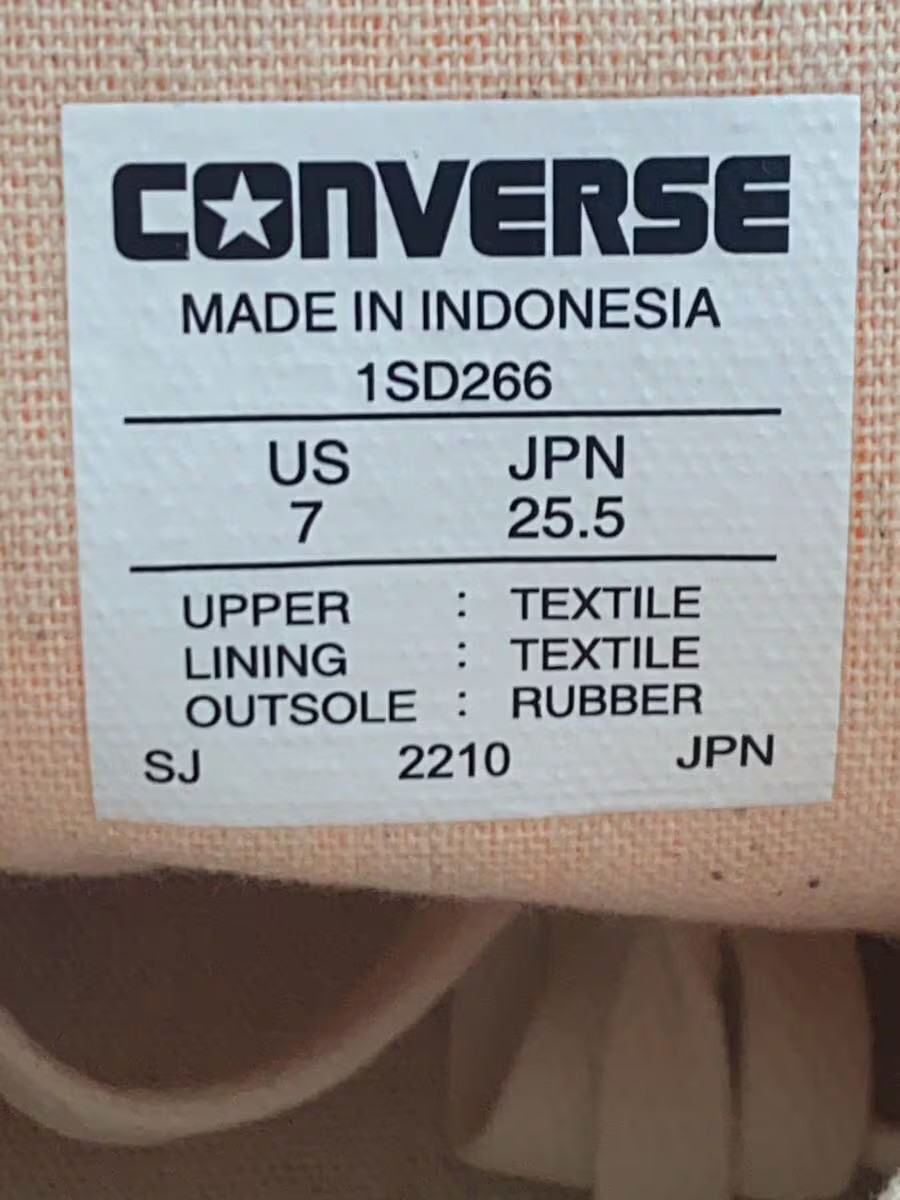 CONVERSE
MADE IN INDONESIA
1SD266
US JPN
7 25.5
UPPER : TEXTILE
LINING : TEXTILE
OUTSOLE : RUBBER
SJ 2210 JPN